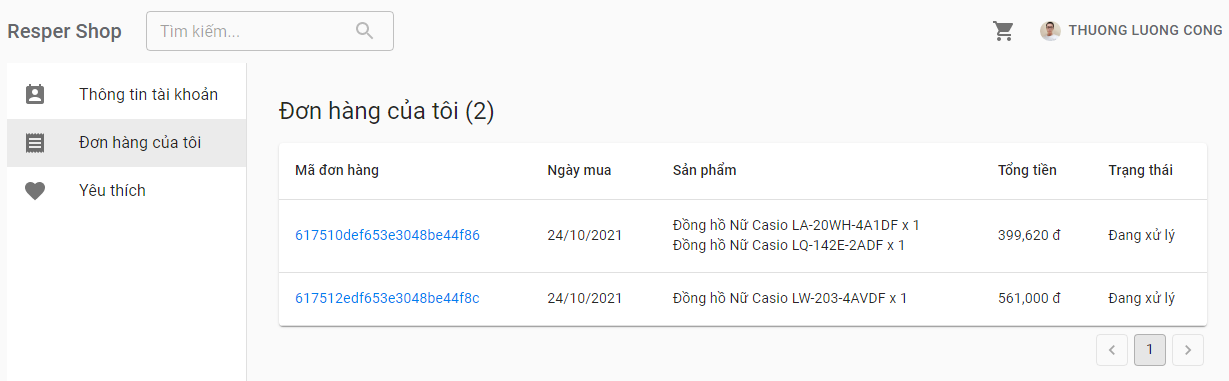 Resper Shop
Tìm kiếm...
THUONG LUONG CONG
Thông tin tài khoản
Đơn hàng của tôi
Yêu thích
Đơn hàng của tôi (2)
Mã đơn hàng Ngày mua Sản phẩm Tổng tiền Trạng thái
617510def653e3048be44f86 24/10/2021 Đồng hồ Nữ Casio LA-20WH-4A1DF x 1 399,620 đ Đang xử lý
Đồng hồ Nữ Casio LQ-142E-2ADF x 1
617512edf653e3048be44f8c 24/10/2021 Đồng hồ Nữ Casio LW-203-4AVDF x 1 561,000 đ Đang xử lý
1